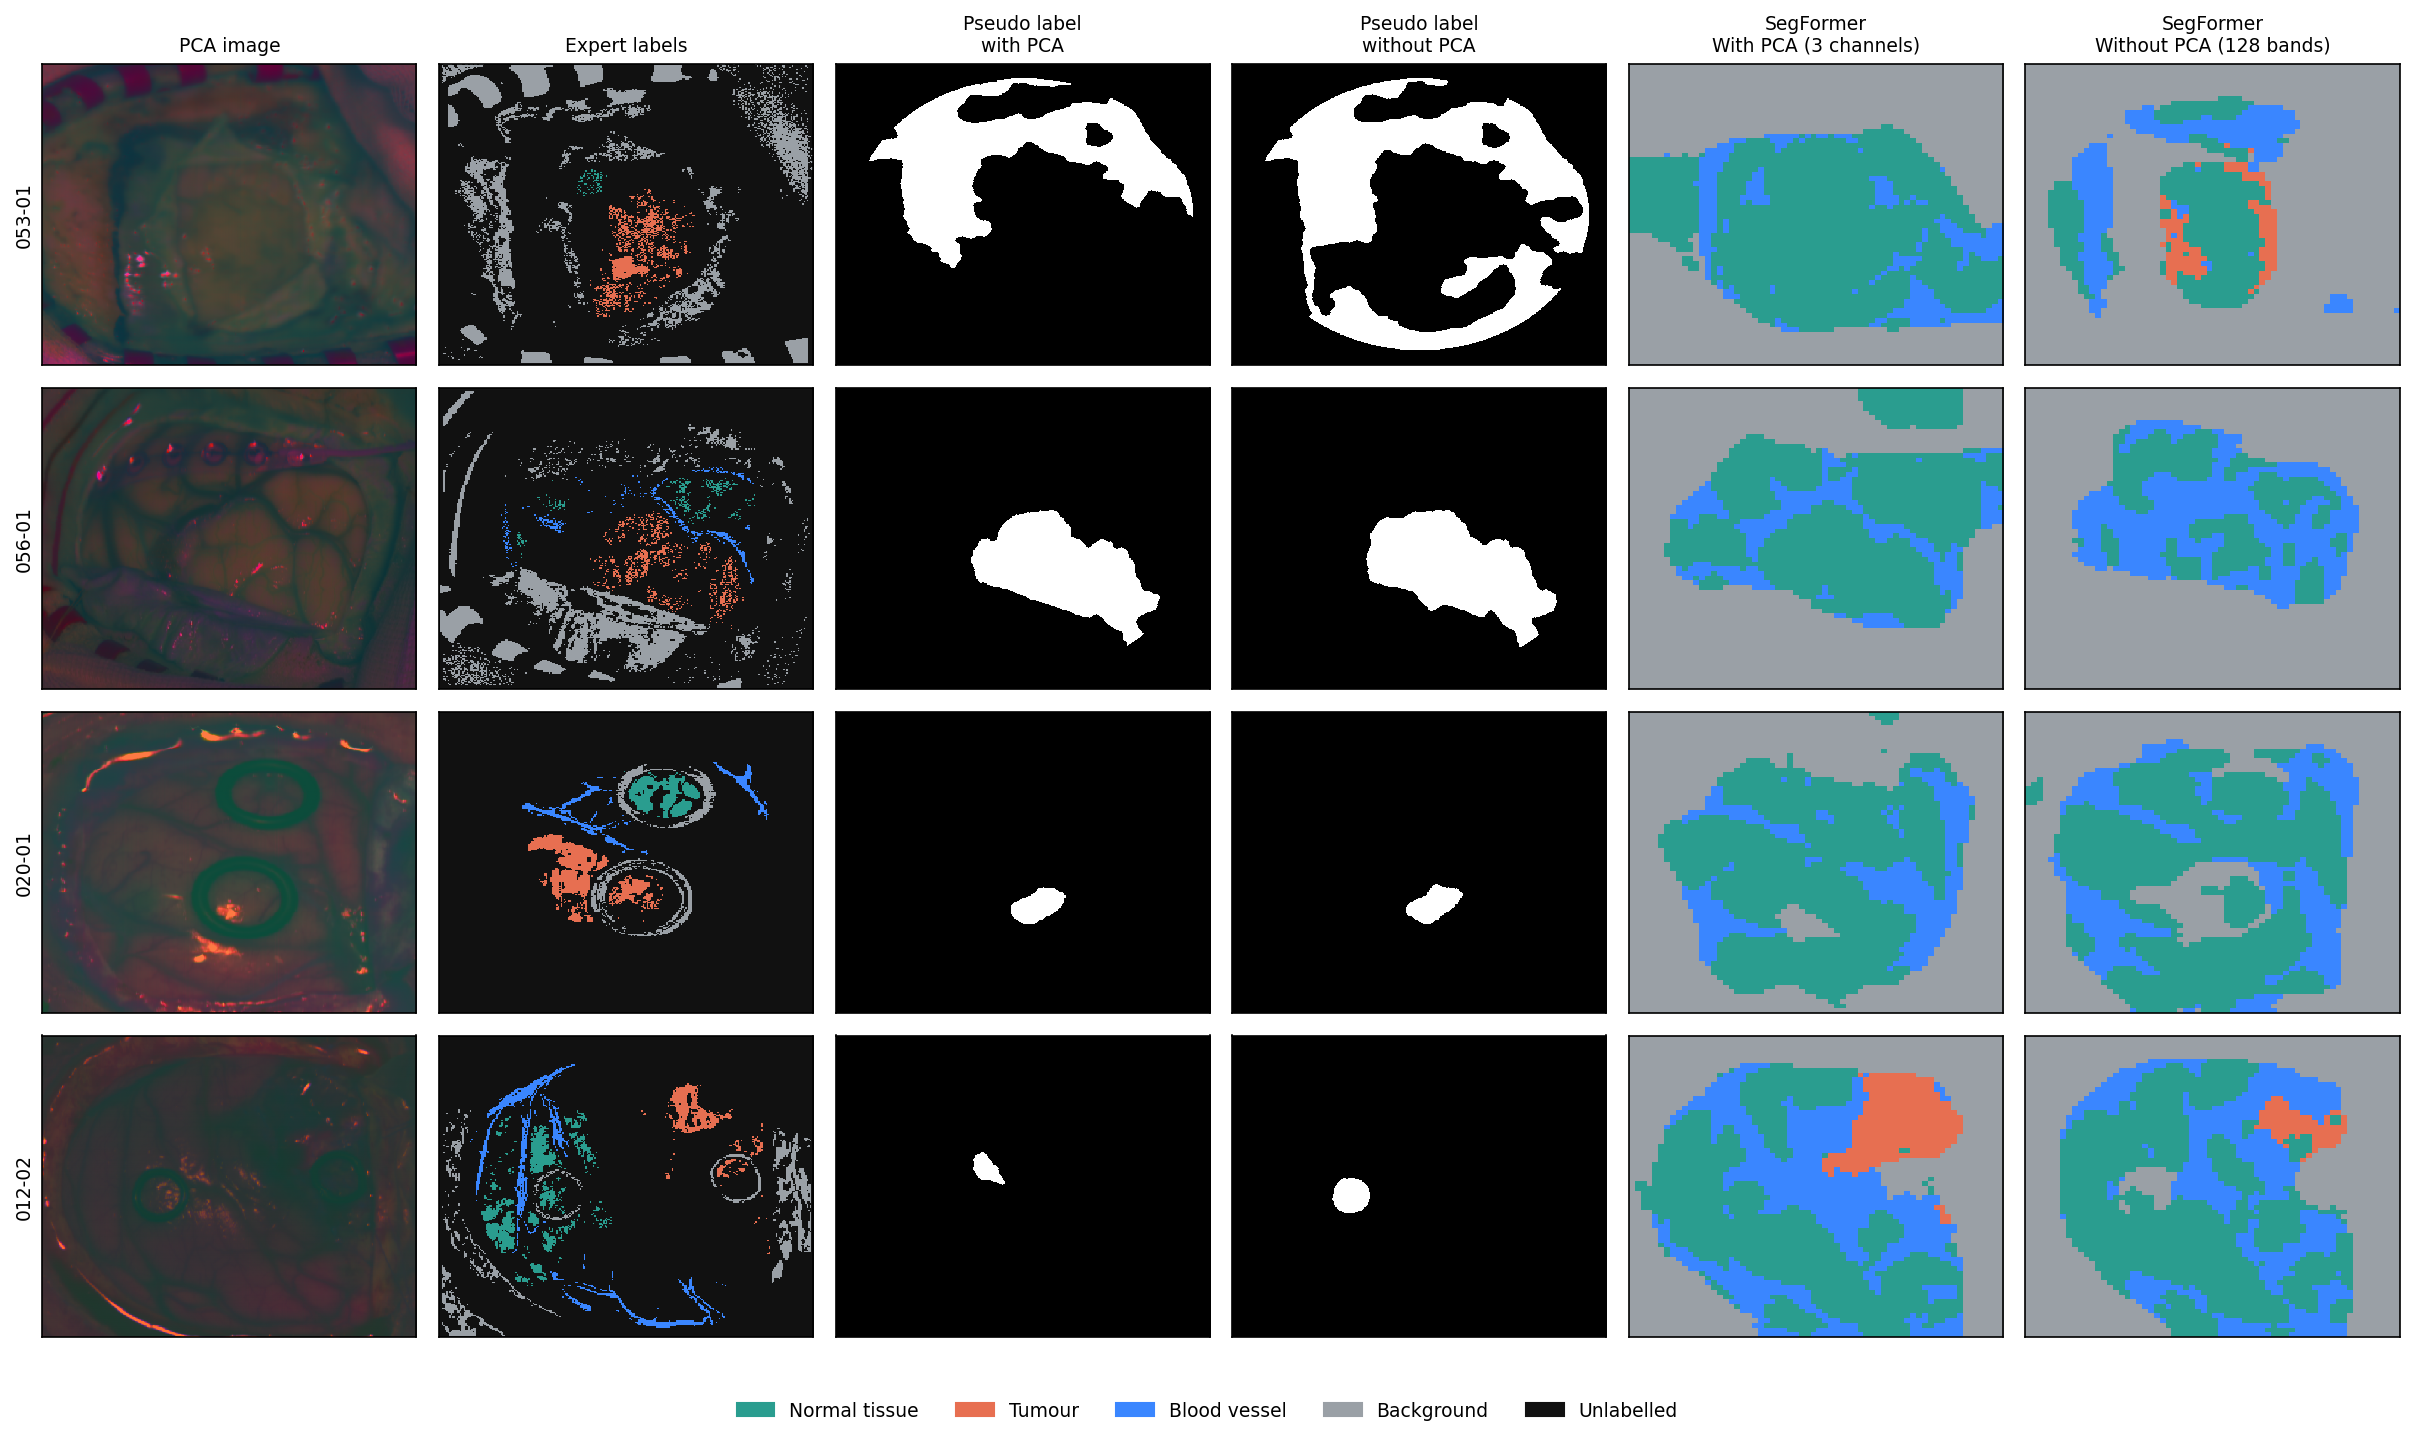 PCA image
Expert labels
Pseudo label
with PCA
Pseudo label
without PCA
SegFormer
With PCA (3 channels)
SegFormer
Without PCA (128 bands)
053-01
056-01
020-01
012-02
Normal tissue
Tumour
Blood vessel
Background
Unlabelled